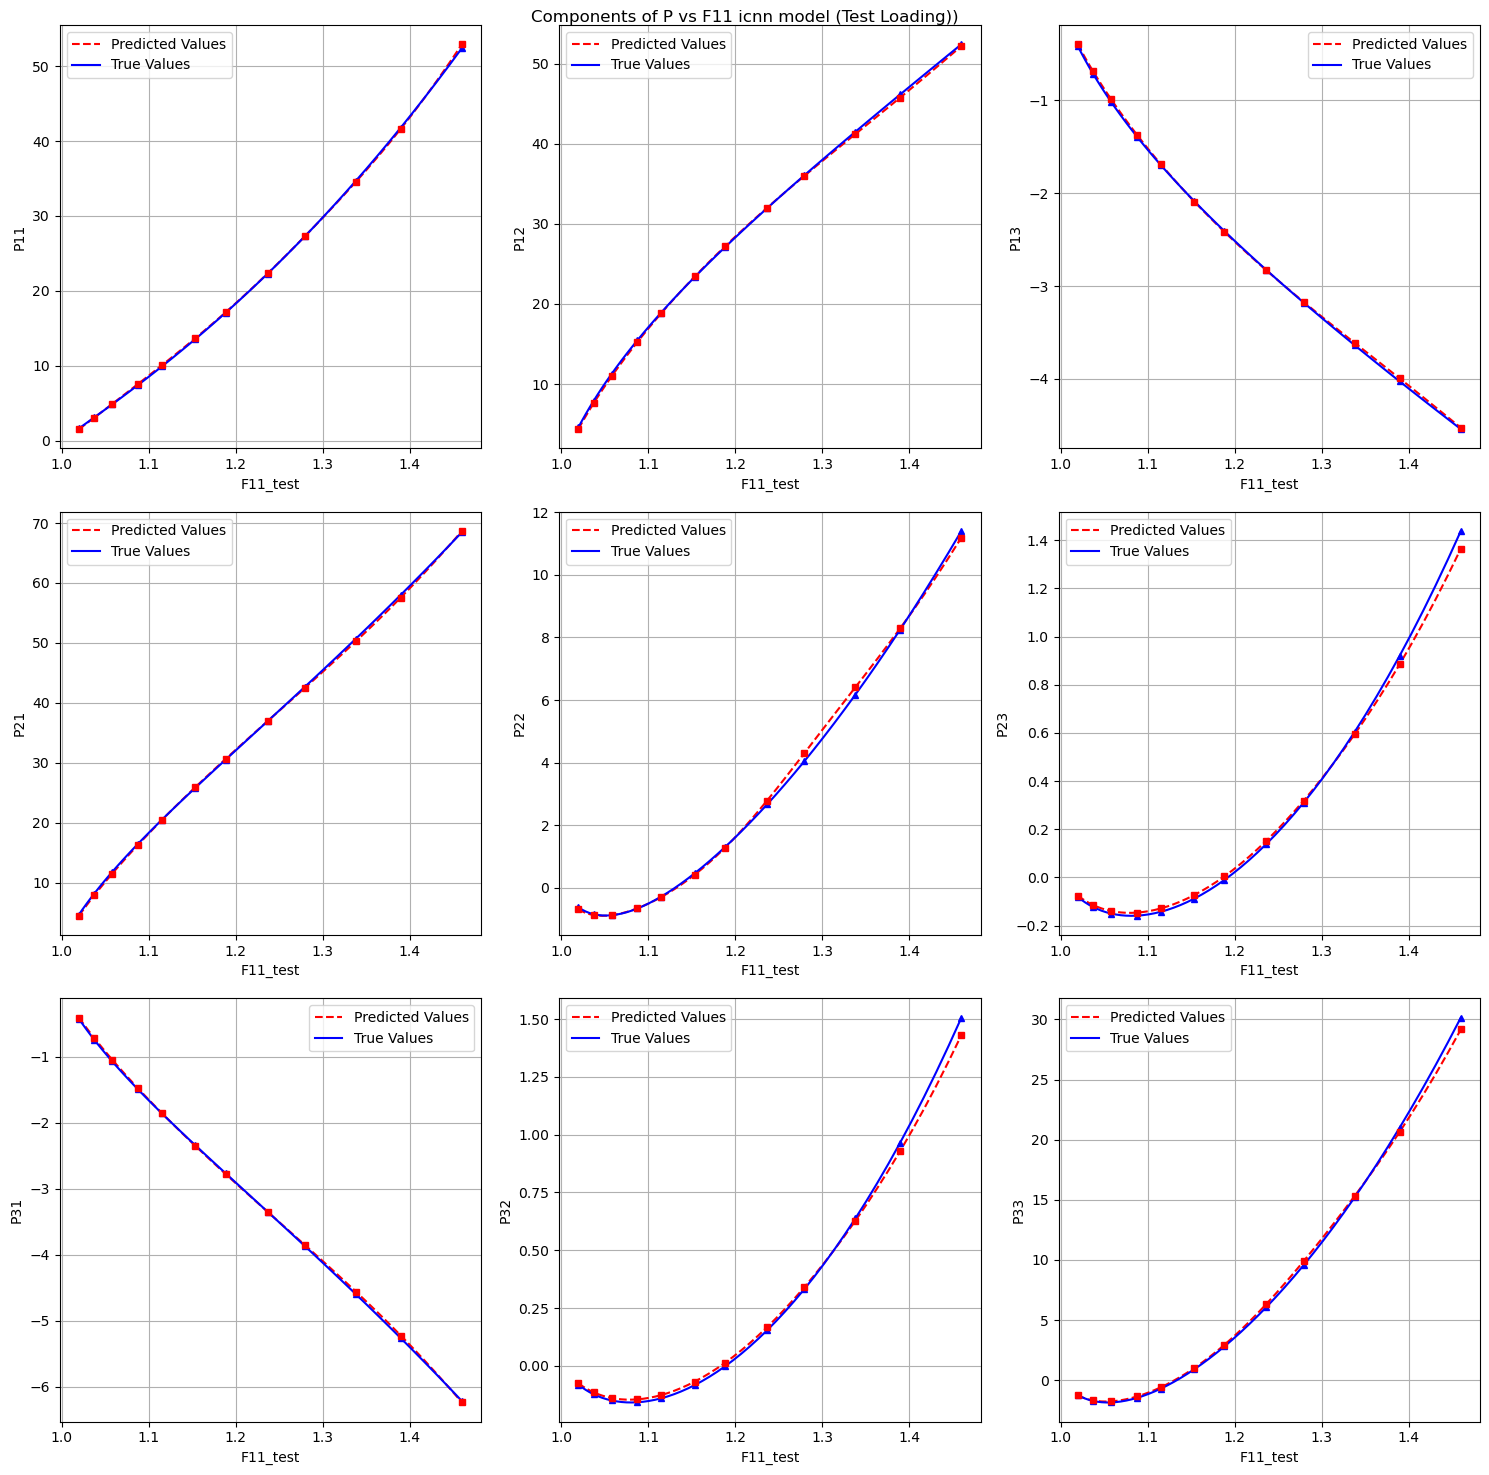 Components of P vs F11 icnn model (Test Loading))
Predicted Values
True Values
50
40
30
20
10
0
P11
1.0 1.1 1.2 1.3 1.4
F11_test
Predicted Values
True Values
50
40
30
20
10
P12
1.0 1.1 1.2 1.3 1.4
F11_test
Predicted Values
True Values
−1
−2
−3
−4
P13
1.0 1.1 1.2 1.3 1.4
F11_test
Predicted Values
True Values
70
60
50
40
30
20
10
P21
1.0 1.1 1.2 1.3 1.4
F11_test
Predicted Values
True Values
12
10
8
6
4
2
0
P22
1.0 1.1 1.2 1.3 1.4
F11_test
Predicted Values
True Values
1.4
1.2
1.0
0.8
0.6
0.4
0.2
0.0
−0.2
P23
1.0 1.1 1.2 1.3 1.4
F11_test
Predicted Values
True Values
−1
−2
−3
−4
−5
−6
P31
1.0 1.1 1.2 1.3 1.4
F11_test
Predicted Values
True Values
1.50
1.25
1.00
0.75
0.50
0.25
0.00
P32
1.0 1.1 1.2 1.3 1.4
F11_test
Predicted Values
True Values
30
25
20
15
10
5
0
P33
1.0 1.1 1.2 1.3 1.4
F11_test